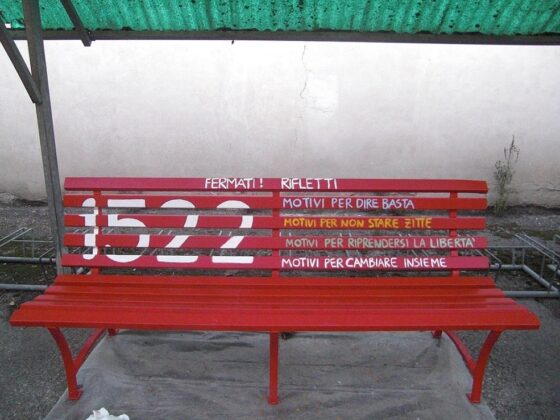 FERMATI! RIFLETTI
1522
MOTIVI PER DIRE BASTA
MOTIVI PER NON STARE ZITTE
MOTIVI PER RIPRENDERSI LA LIBERTA'
MOTIVI PER CAMBIARE INSIEME